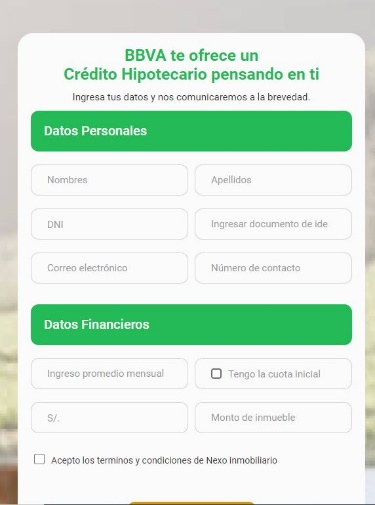 BBVA te ofrece un
Crédito Hipotecario pensando en ti
Ingresa tus datos y nos comunicaremos a la brevedad.
Datos Personales
Nombres
Apellidos
DNI
Ingresar documento de ide
Correo electrónico
Número de contacto
Datos Financieros
Ingreso promedio mensual
Tengo la cuota inicial
S/.
Monto de inmueble
Acepto los terminos y condiciones de Nexo inmobiliario